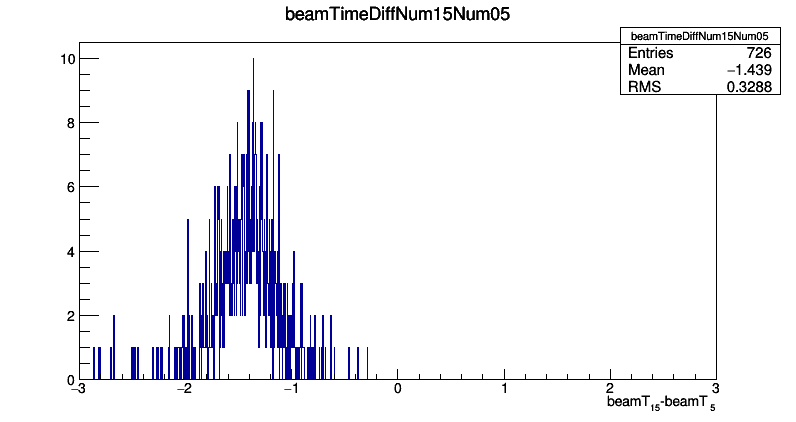 beamTimeDiffNum15Num05
beamTimeDiffNum15Num05
Entries 726
Mean −1.439
RMS 0.3288
10
8
6
4
2
0
−3 −2 −1 0 1 2 3
beamT15-beamT5